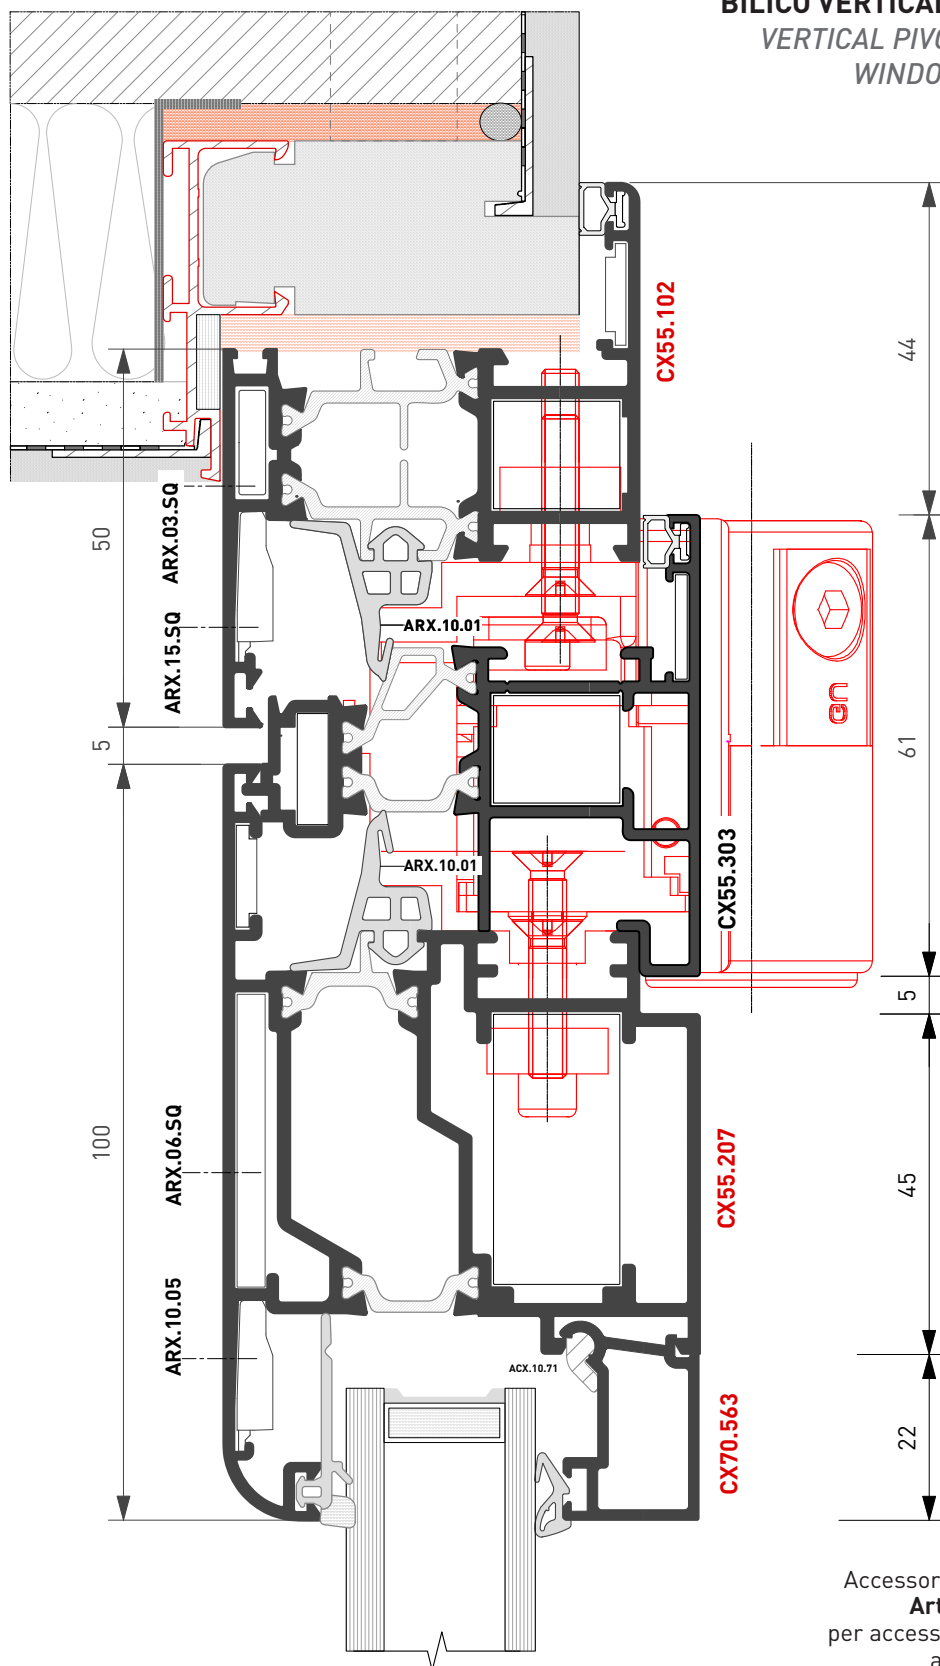 BILICO VERTICAL
VERTICAL PIVO
WINDO
CX55.102
44
50
ARX.03.SQ
ARX.15.SQ
ARX.10.01
5
61
ARX.10.01
CX55.303
5
100
ARX.06.SQ
CX55.207
45
ARX.10.05
ACX.10.71
CX70.563
22
Accessor
Art
per access
a